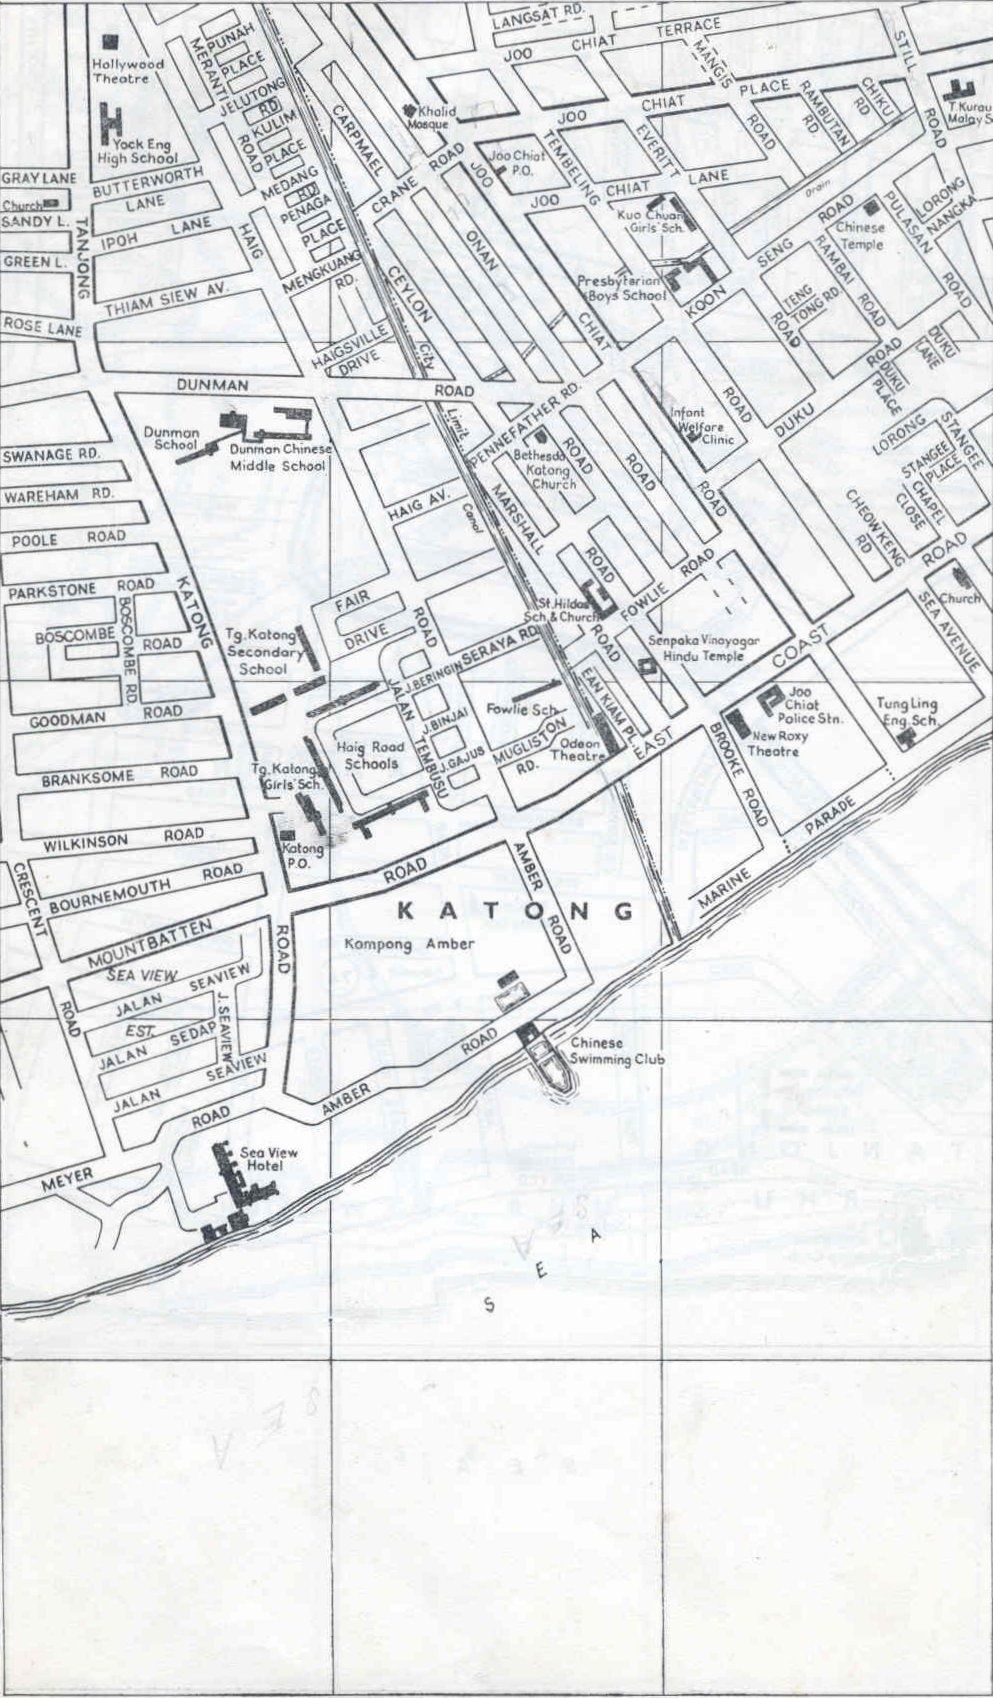 LANGSAT RD.
JOO CHIAT TERRACE
PUNAH
PLACE
MERANTI
ROAD
Hollywood
Theatre
JELUTONG
RD
KULIM
PLACE
MEDANG
RD
PENAGA
PLACE
MENGKUANG
RD.
CARPMAEL
Khalid
Mosque
CRANE ROAD
MANGIS
ROAD
STILL
ROAD
JOO CHIAT PLACE
RAMBUTAN
RD.
CHIKU
RD
T. Kurau
Malay S
Yock Eng
High School
GRAY LANE
Church
SANDY L.
GREEN L.
ROSE LANE
TANJONG
BUTTERWORTH
LANE
IPOH LANE
THIAM SIEW AV.
HAIG
Joo Chiat
P.O.
JOO
CHIAT
TEMBELING
EVERITT
JOO CHIAT LANE
Drain
Kuo Chuan
Girls' Sch.
Presbyterian
Boys School
KOON
SENG
ROAD
Chinese
Temple
PULASAN
ROAD
LORONG
NANGKA
RAMBAI
ROAD
TENG
TONG RD.
ROAD
ONAN
CEYLON
City
Limit
Canal
HAIGSVILLE
DRIVE
DUNMAN ROAD
Dunman
School
Dunman Chinese
Middle School
SWANAGE RD.
WAREHAM RD.
POOLE ROAD
PARKSTONE ROAD
BOSCOMBE ROAD
BOSCOMBE RD.
GOODMAN ROAD
BRANKSOME ROAD
WILKINSON ROAD
BOURNEMOUTH ROAD
MOUNTBATTEN
CRESCENT
ROAD
KATONG
ROAD
PENNEFATHER RD.
Bethesda
Katong
Church
ROAD
ROAD
ROAD
ROAD
Infant
Welfare
Clinic
DUKU
ROAD
DUKU
PLACE
DUKU
LANE
LORONG
STANGEE
STANGEE
PLACE
CHAPEL
CLOSE
CHEOW KENG
RD
HAIG AV.
MARSHALL
ROAD
ROAD
FOWLIE ROAD
St. Hildas
Sch. & Church
Senpaka Vinayagar
Hindu Temple
EAST COAST ROAD
Church
SEA AVENUE
FAIR
DRIVE
ROAD
Tg. Katong
Secondary
School
SERAYA RD.
J. BERINGIN
JALAN
TEMBUSU
J. BINJAI
J. GAJUS
Fowlie Sch.
MUGLISTON
RD.
Odeon
Theatre
EAN KIAM PL.
Haig Road
Schools
Tg. Katong
Girls' Sch.
Katong
P.O.
Joo
Chiat
Police Stn.
New Roxy
Theatre
Tung Ling
Eng. Sch.
BROOKE ROAD
MARINE PARADE
ROAD
KATONG
Kompong Amber
AMBER
ROAD
SEA VIEW
EST.
JALAN SEAVIEW
JALAN SEDAP
J. SEAVIEW
JALAN SEAVIEW
AMBER ROAD
Chinese
Swimming Club
MEYER
ROAD
Sea View
Hotel
SEA